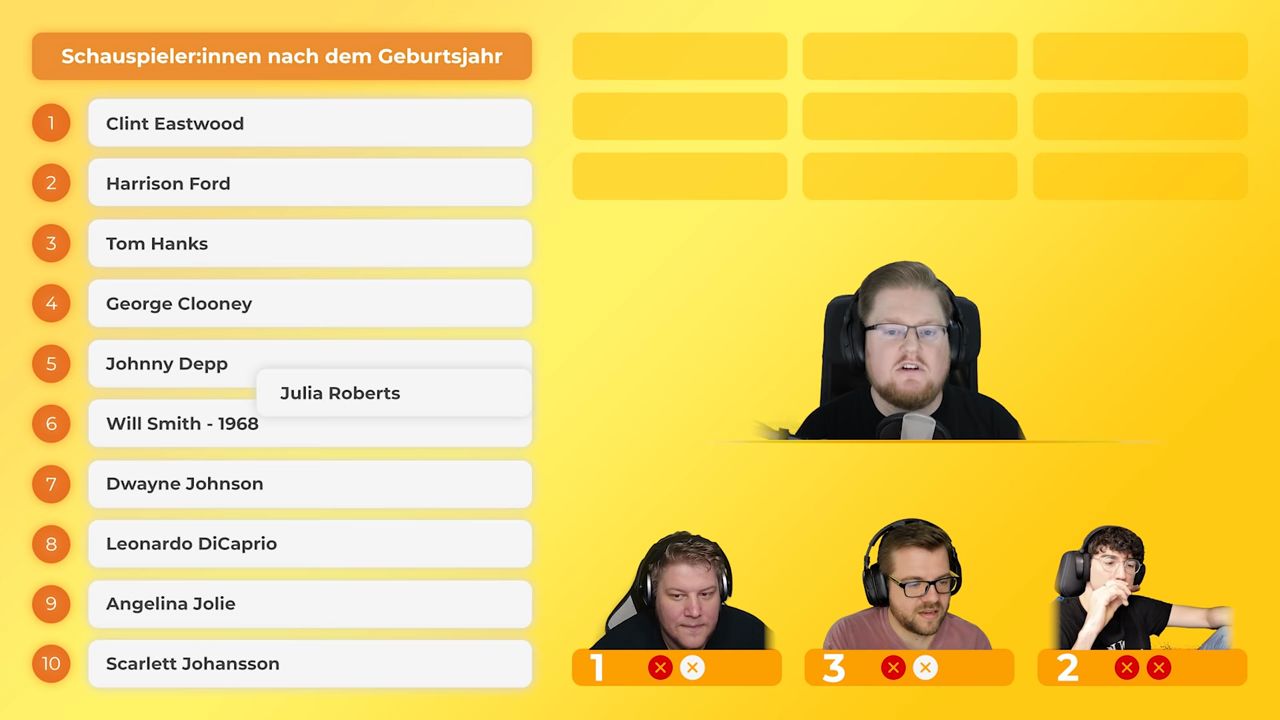 Schauspieler:innen nach dem Geburtsjahr
1 Clint Eastwood
2 Harrison Ford
3 Tom Hanks
4 George Clooney
5 Johnny Depp
Julia Roberts
6 Will Smith - 1968
7 Dwayne Johnson
8 Leonardo DiCaprio
9 Angelina Jolie
10 Scarlett Johansson
1 3 2